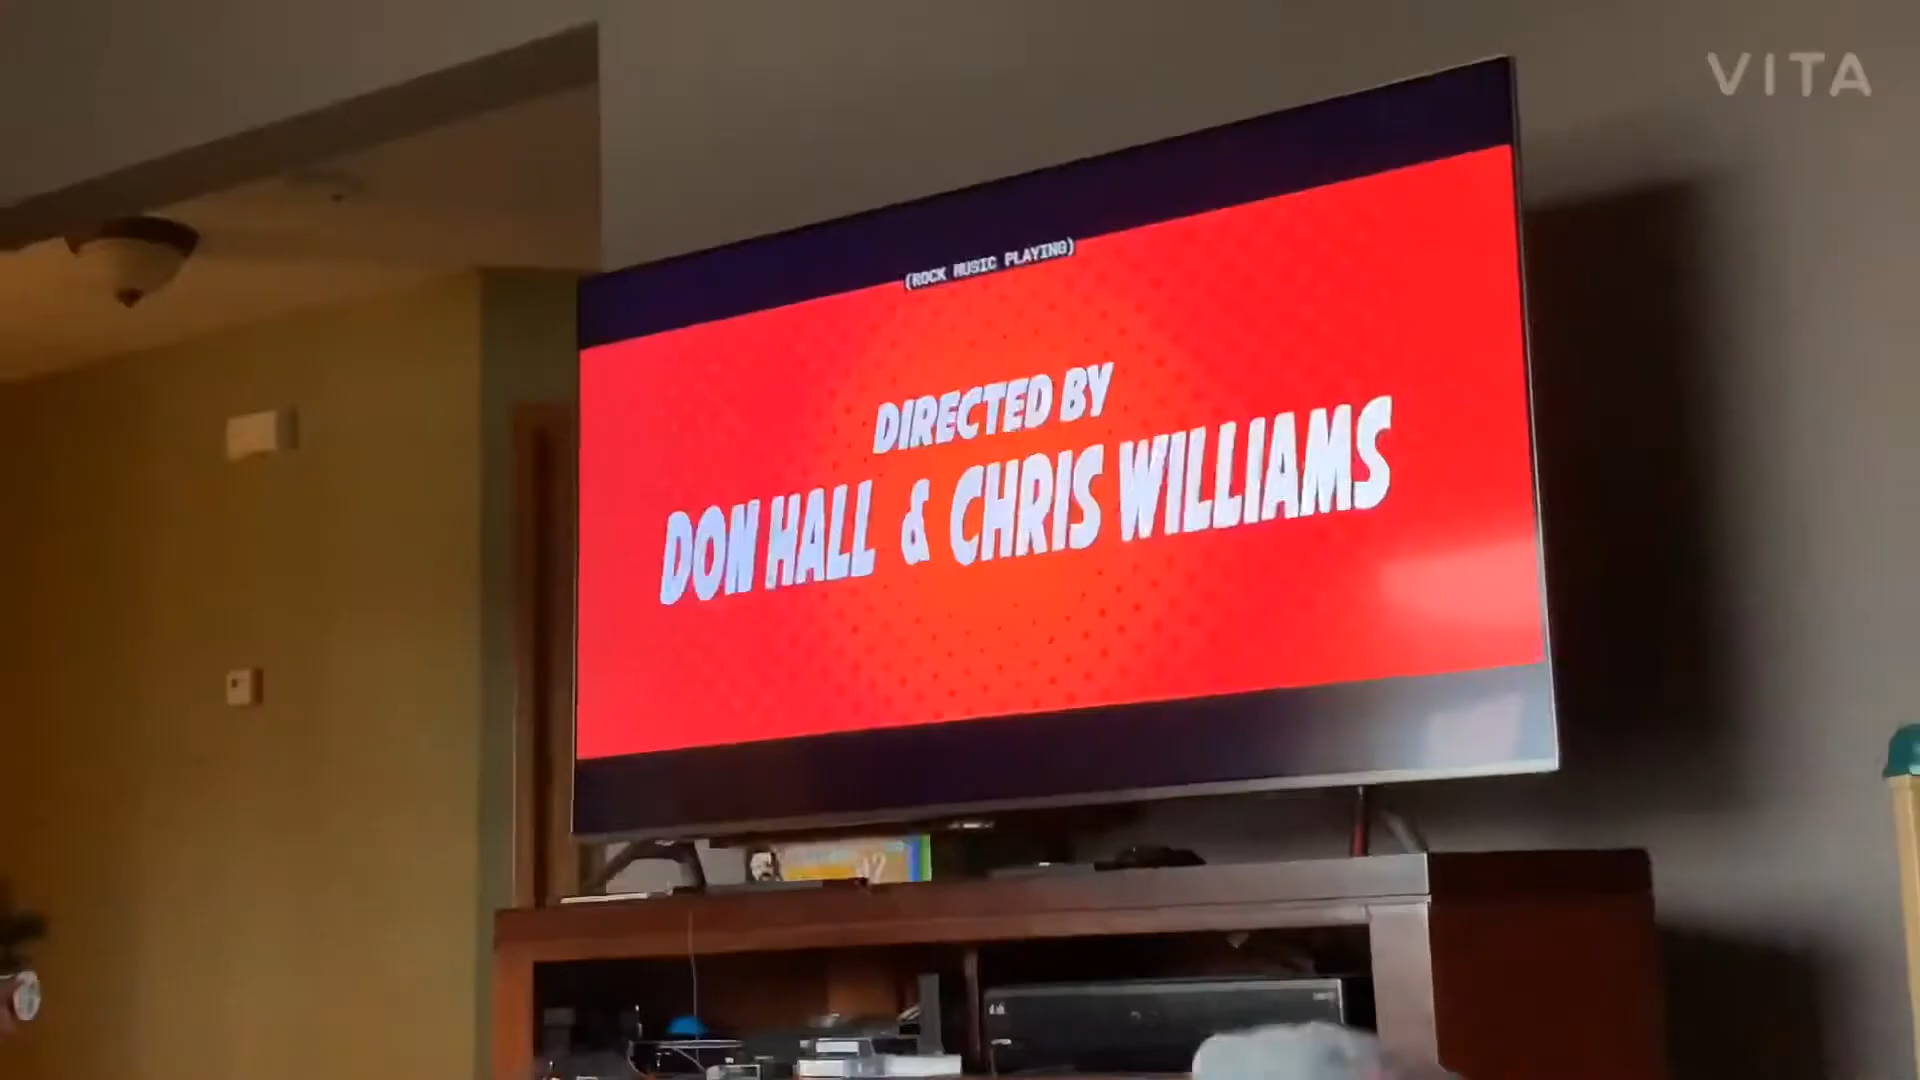 VITA
(ROCK MUSIC PLAYING)
DIRECTED BY
DON HALL & CHRIS WILLIAMS